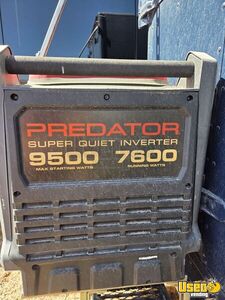 PREDATOR
SUPER QUIET INVERTER
9500 7600
MAX STARTING WATTS RUNNING WATTS
UsedVending